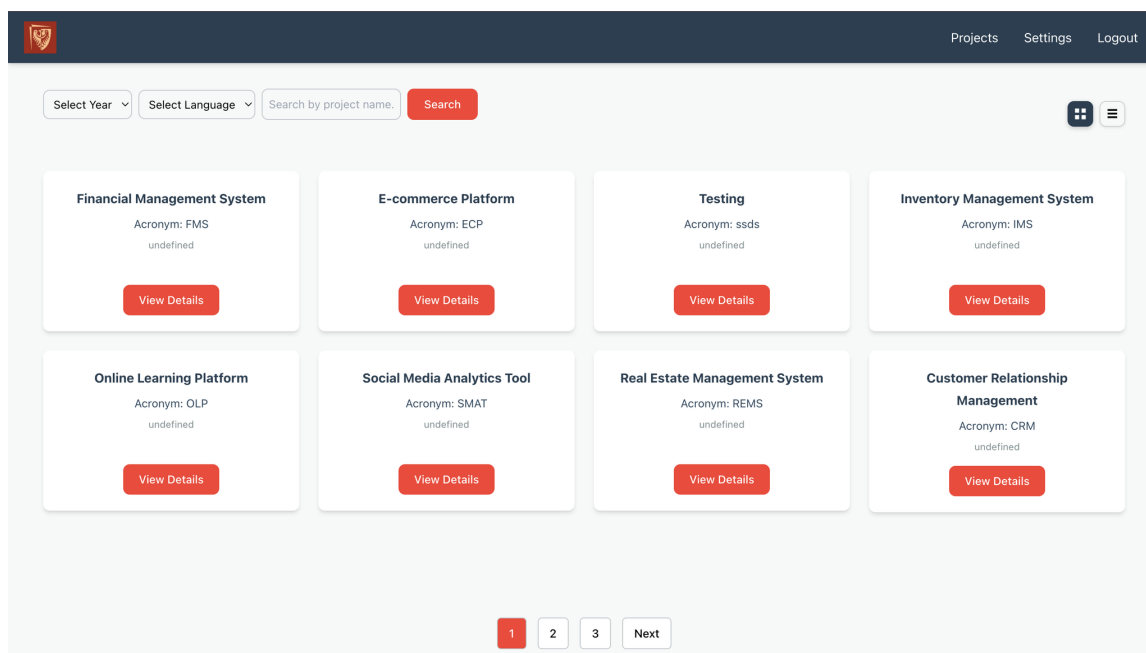 Projects Settings Logout
Select Year Select Language Search by project name. Search
Financial Management System
Acronym: FMS
undefined
View Details
E-commerce Platform
Acronym: ECP
undefined
View Details
Testing
Acronym: ssds
undefined
View Details
Inventory Management System
Acronym: IMS
undefined
View Details
Online Learning Platform
Acronym: OLP
undefined
View Details
Social Media Analytics Tool
Acronym: SMAT
undefined
View Details
Real Estate Management System
Acronym: REMS
undefined
View Details
Customer Relationship
Management
Acronym: CRM
undefined
View Details
1 2 3 Next